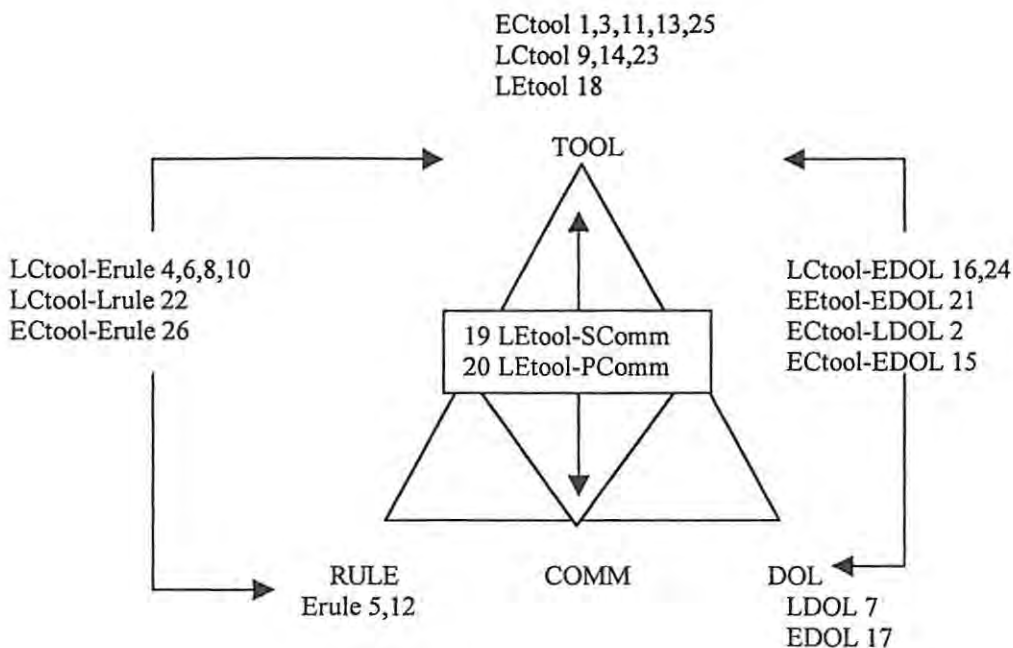 ECtool 1,3,11,13,25
LCtool 9,14,23
LEtool 18
TOOL
LCtool-Erule 4,6,8,10
LCtool-Lrule 22
ECtool-Erule 26
19 LEtool-SComm
20 LEtool-PComm
LCtool-EDOL 16,24
EEtool-EDOL 21
ECtool-LDOL 2
ECtool-EDOL 15
RULE
Erule 5,12
COMM
DOL
LDOL 7
EDOL 17